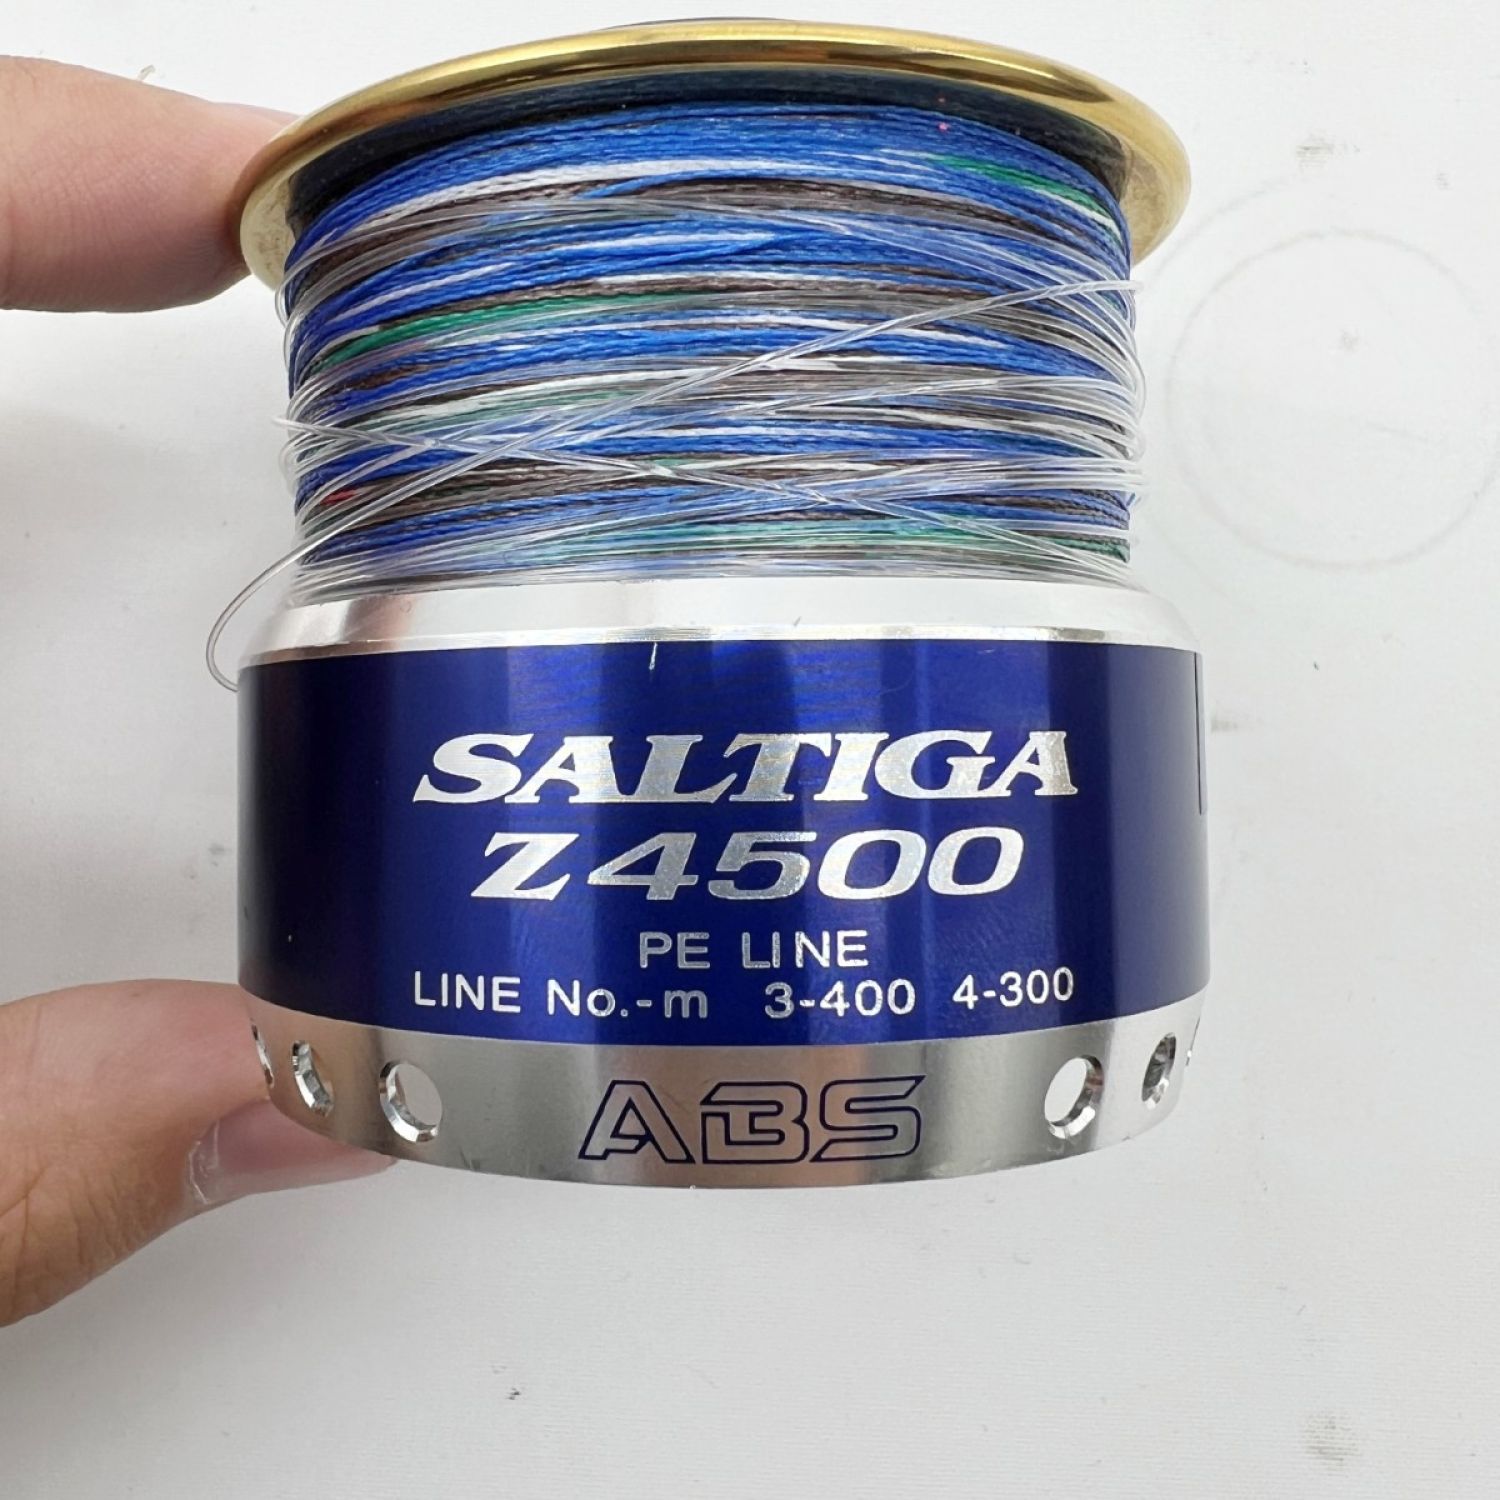 SALTIGA
Z4500
PE LINE
LINE No.-m 3-400 4-300
ABS